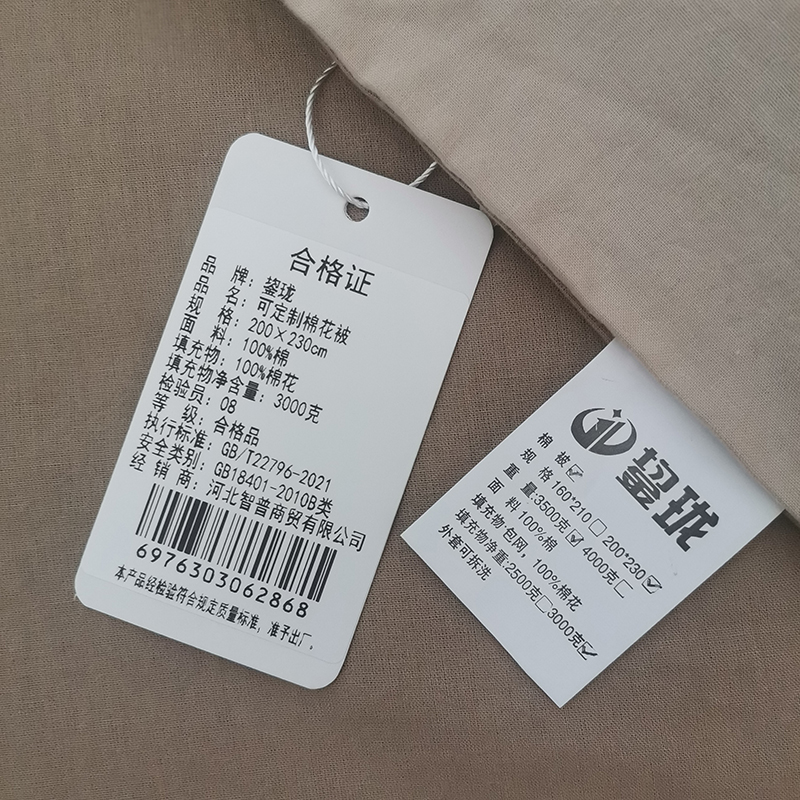 合格证
品 牌: 鋆珑
品 名: 可定制棉花被
规 格: 200×230cm
面 料: 100%棉
填充物: 100%棉花
填充物净含量: 3000克
检验员: 08
等 级: 合格品
执行标准: GB/T22796-2021
安全类别: GB18401-2010B类
经 销 商: 河北智普商贸有限公司
6976303062868
本产品经检验符合规定质量标准，准予出厂。
鋆珑
棉 被☑
规 格160*210□ 200*230☑
重 量:3500克☑ 4000克□
面 料100%棉
填充物包网，100%棉花
填充物净重:2500克□3000克☑
外套可拆洗